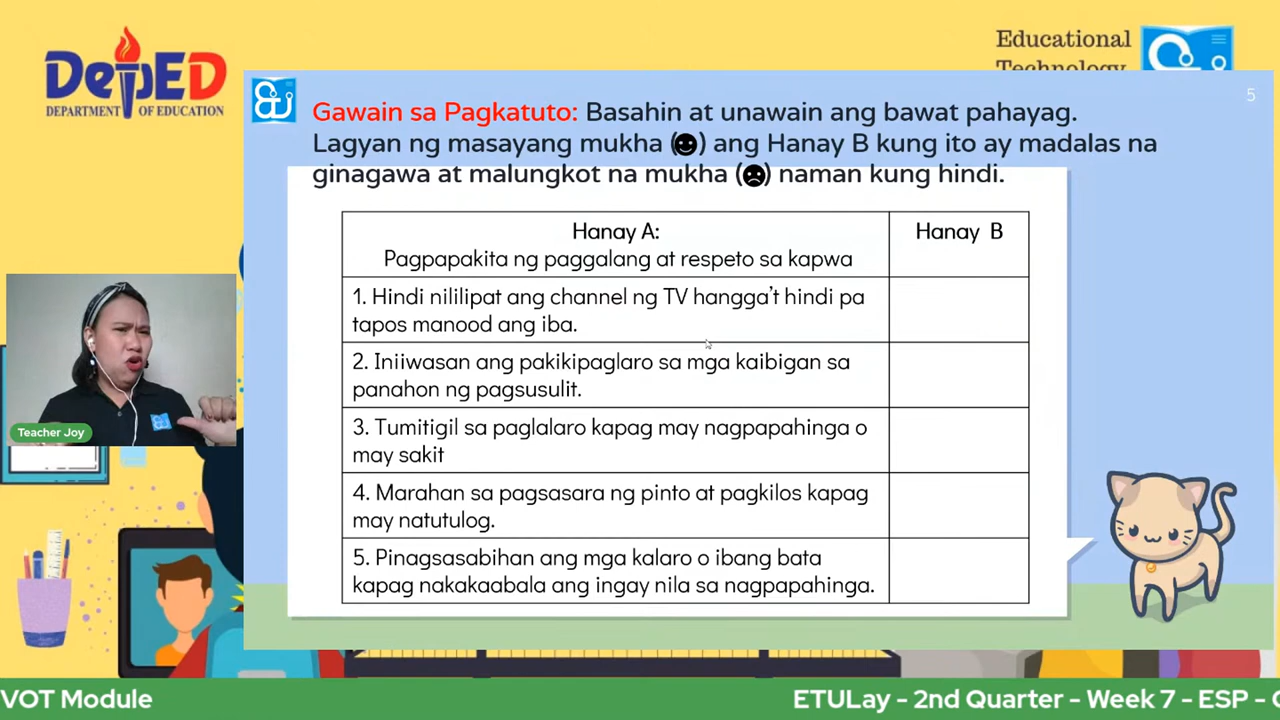 DepED
DEPARTMENT OF EDUCATION
Educational
Technology
5
Gawain sa Pagkatuto: Basahin at unawain ang bawat pahayag.
Lagyan ng masayang mukha (☻) ang Hanay B kung ito ay madalas na
ginagawa at malungkot na mukha (☹) naman kung hindi.
Hanay A: Hanay B
Pagpapakita ng paggalang at respeto sa kapwa
1. Hindi nililipat ang channel ng TV hangga't hindi pa
tapos manood ang iba.
2. Iniiwasan ang pakikipaglaro sa mga kaibigan sa
panahon ng pagsusulit.
3. Tumitigil sa paglalaro kapag may nagpapahinga o
may sakit
4. Marahan sa pagsasara ng pinto at pagkilos kapag
may natutulog.
5. Pinagsasabihan ang mga kalaro o ibang bata
kapag nakakaabala ang ingay nila sa nagpapahinga.
Teacher Joy
VOT Module
ETULay - 2nd Quarter - Week 7 - ESP -